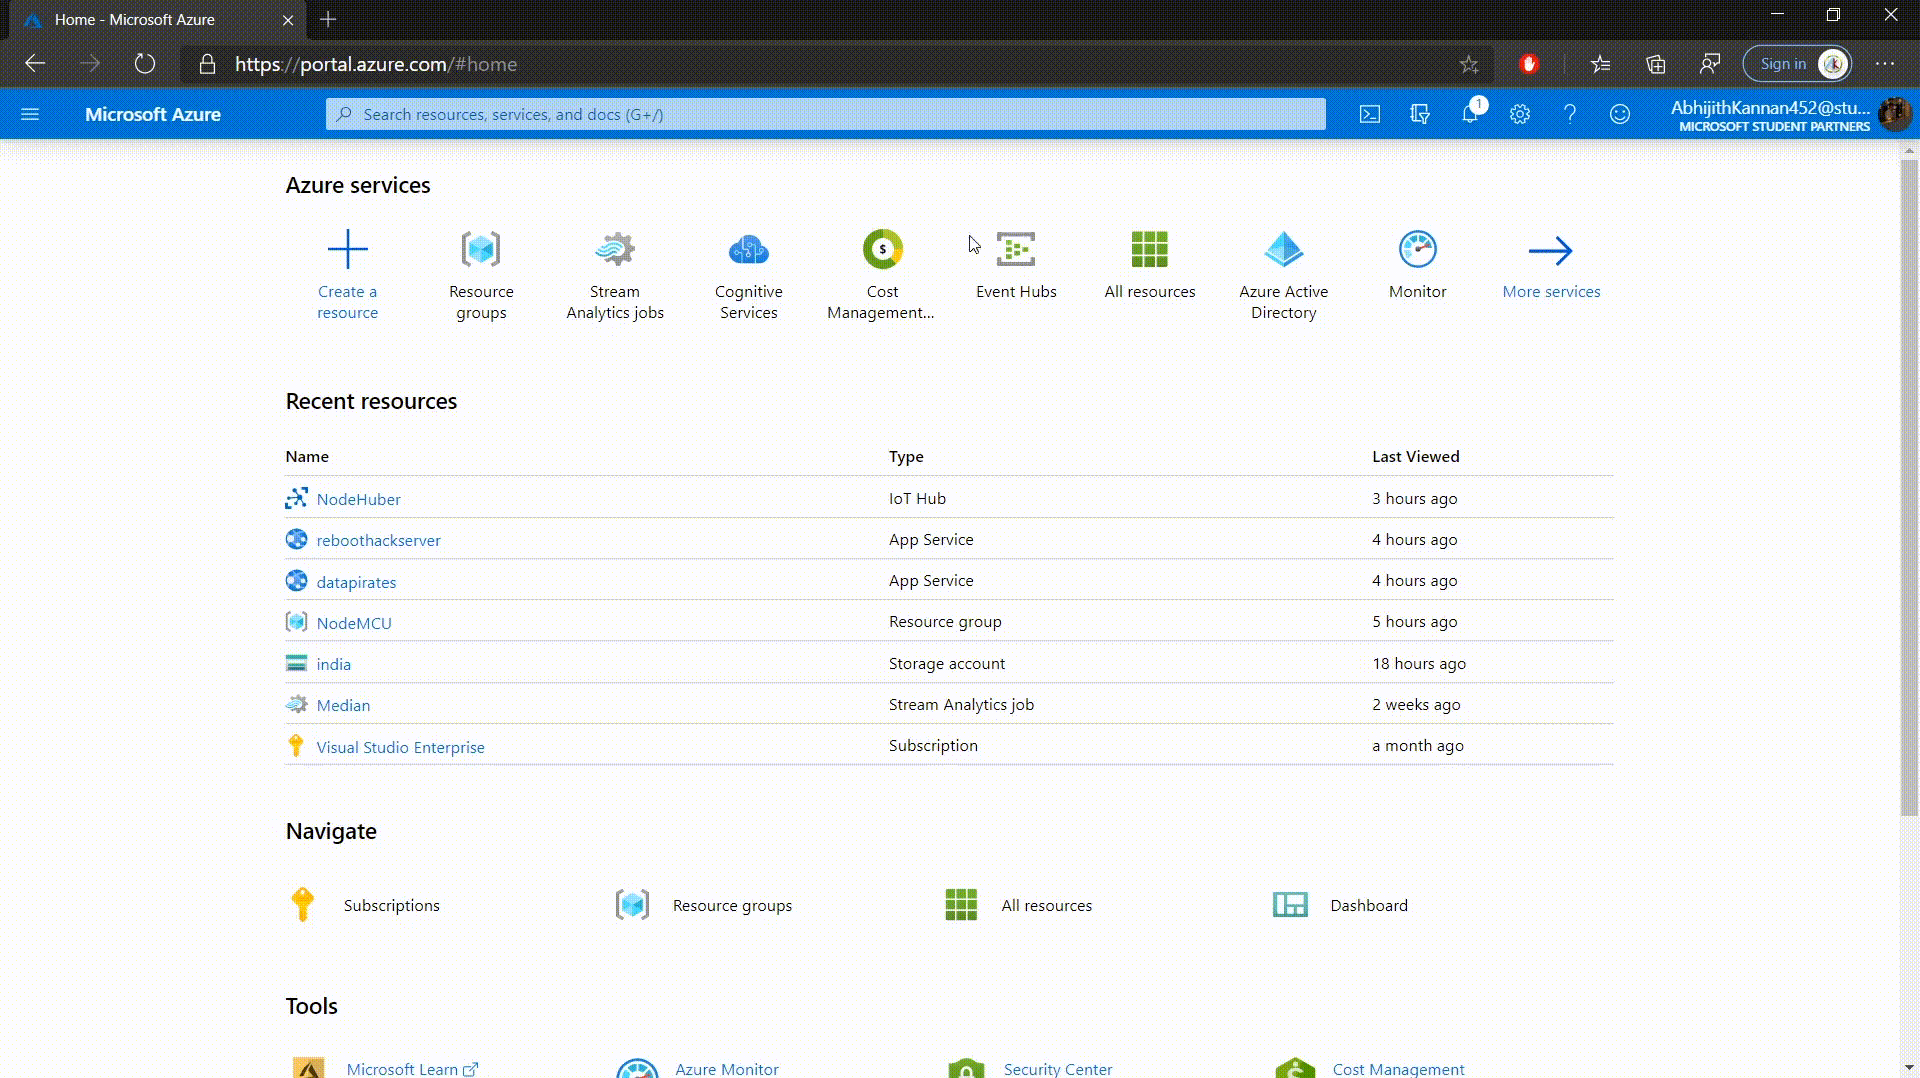 Home - Microsoft Azure
https://portal.azure.com/#home
Sign in
Microsoft Azure
Search resources, services, and docs (G+/)
1
AbhijithKannan452@stu...
MICROSOFT STUDENT PARTNERS
Azure services
Create a
resource
Resource
groups
Stream
Analytics jobs
Cognitive
Services
Cost
Management...
Event Hubs
All resources
Azure Active
Directory
Monitor
More services
Recent resources
Name Type Last Viewed
NodeHuber IoT Hub 3 hours ago
reboothackserver App Service 4 hours ago
datapirates App Service 4 hours ago
NodeMCU Resource group 5 hours ago
india Storage account 18 hours ago
Median Stream Analytics job 2 weeks ago
Visual Studio Enterprise Subscription a month ago
Navigate
Subscriptions Resource groups All resources Dashboard
Tools
Microsoft Learn Azure Monitor Security Center Cost Management